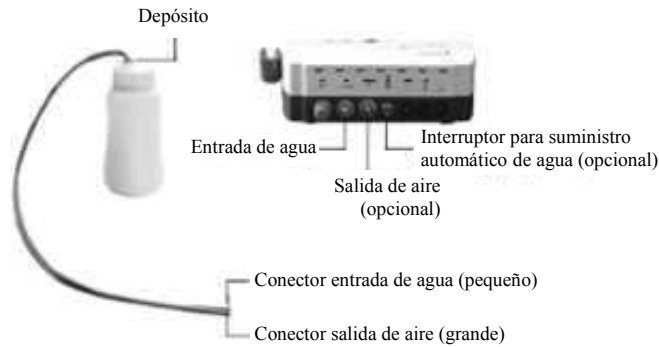 Depósito
Entrada de agua
Interruptor para suministro
automático de agua (opcional)
Salida de aire
(opcional)
Conector entrada de agua (pequeño)
Conector salida de aire (grande)